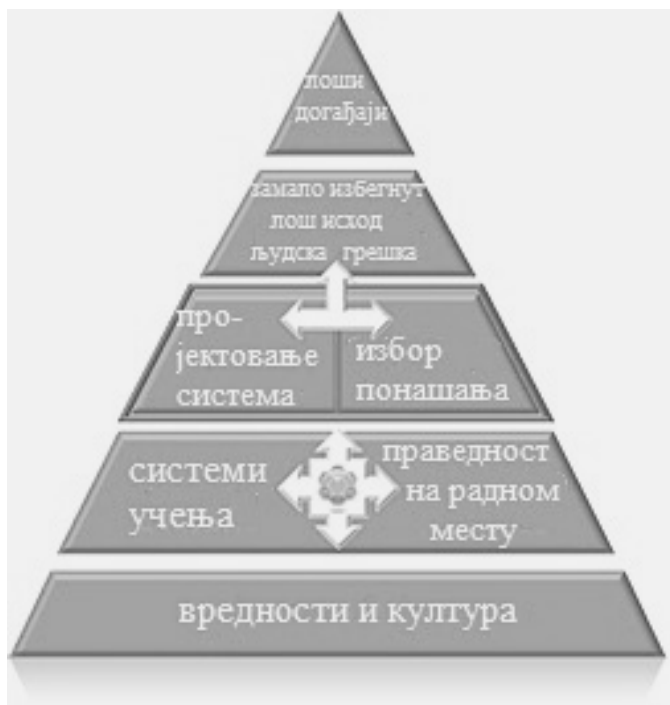 лоши
догађаји
замало избегнут
лош исход
људска грешка
про-
јектовање
система
избор
понашања
системи
учења
праведност
на радном
месту
вредности и култура